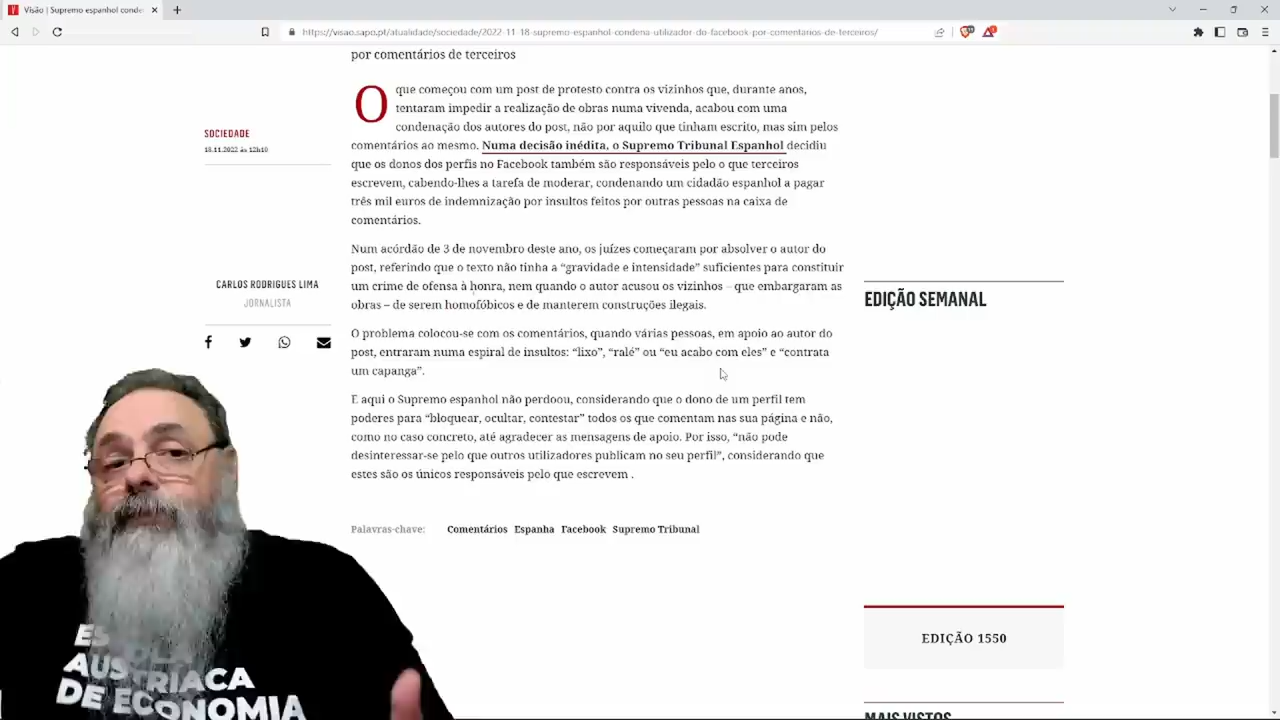 Visão | Supremo espanhol conde
https://visao.sapo.pt/atualidade/sociedade/2022-11-18-supremo-espanhol-condena-utilizador-do-facebook-por-comentarios-de-terceiros/
por comentários de terceiros
O que começou com um post de protesto contra os vizinhos que, durante anos,
tentaram impedir a realização de obras numa vivenda, acabou com uma
condenação dos autores do post, não por aquilo que tinham escrito, mas sim pelos
comentários ao mesmo. Numa decisão inédita, o Supremo Tribunal Espanhol decidiu
que os donos dos perfis no Facebook também são responsáveis pelo o que terceiros
escrevem, cabendo-lhes a tarefa de moderar, condenando um cidadão espanhol a pagar
três mil euros de indemnização por insultos feitos por outras pessoas na caixa de
comentários.
SOCIEDADE
18.11.2022 às 12h10
Num acórdão de 3 de novembro deste ano, os juízes começaram por absolver o autor do
post, referindo que o texto não tinha a “gravidade e intensidade” suficientes para constituir
um crime de ofensa à honra, nem quando o autor acusou os vizinhos – que embargaram as
obras – de serem homofóbicos e de manterem construções ilegais.
CARLOS RODRIGUES LIMA
JORNALISTA
O problema colocou-se com os comentários, quando várias pessoas, em apoio ao autor do
post, entraram numa espiral de insultos: “lixo”, “ralé” ou “eu acabo com eles” e “contrata
um capanga”.
E aqui o Supremo espanhol não perdoou, considerando que o dono de um perfil tem
poderes para “bloquear, ocultar, contestar” todos os que comentam nas sua página e não,
como no caso concreto, até agradecer as mensagens de apoio. Por isso, “não pode
desinteressar-se pelo que outros utilizadores publicam no seu perfil”, considerando que
estes são os únicos responsáveis pelo que escrevem .
Palavras-chave: Comentários Espanha Facebook Supremo Tribunal
EDIÇÃO SEMANAL
EDIÇÃO 1550
MAIS VISTOS
AUSTRIACA
DE ECONOMIA